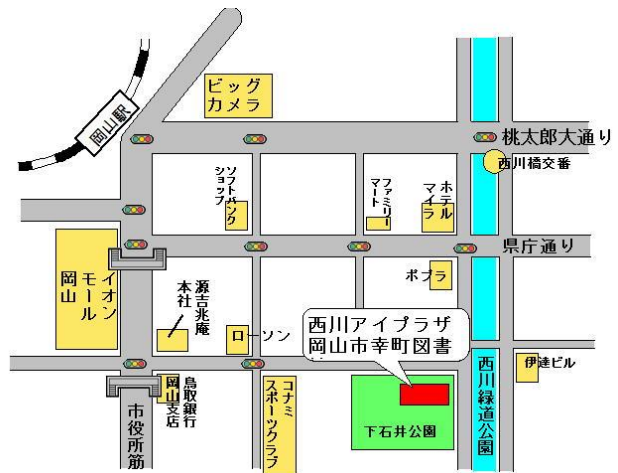 岡山駅
ビッグ
カメラ
桃太郎大通り
西川橋交番
ソフトバンク
ショップ
ファミリー
マート
ホテル
マイラ
県庁通り
イオン
モール
岡山
源吉兆庵
本社
ポプラ
ローソン
西川アイプラザ
岡山市幸町図書
伊達ビル
鳥取銀行
岡山支店
市役所筋
コナミ
スポーツクラブ
下石井公園
西川緑道公園